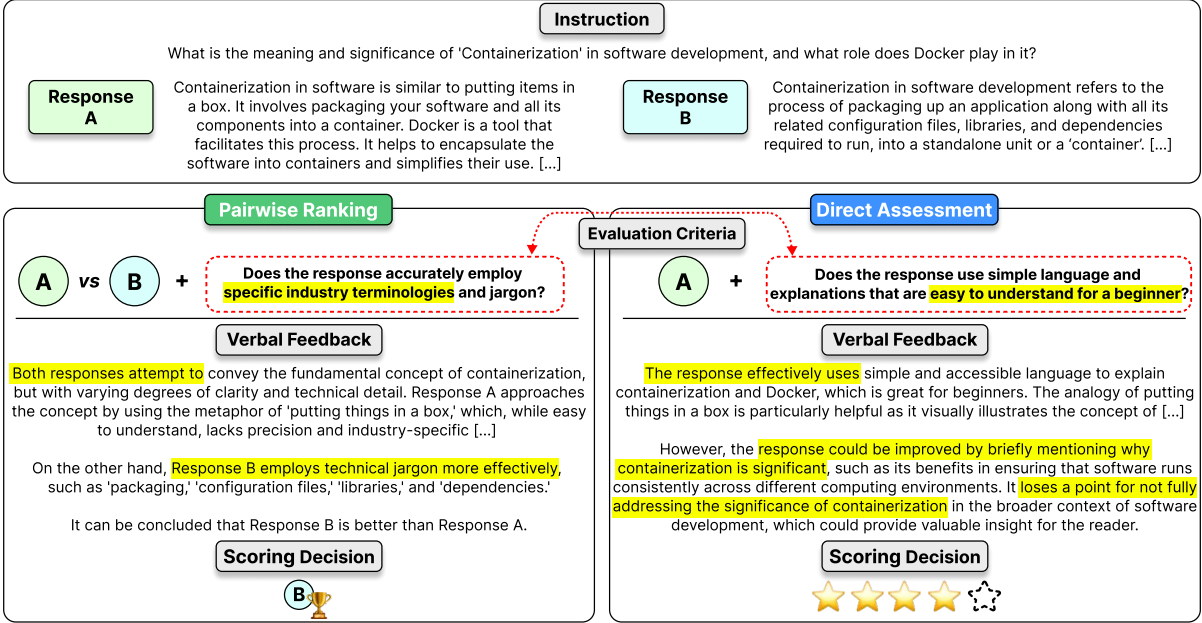 Instruction
What is the meaning and significance of 'Containerization' in software development, and what role does Docker play in it?
Response
A
Containerization in software is similar to putting items in
a box. It involves packaging your software and all its
components into a container. Docker is a tool that
facilitates this process. It helps to encapsulate the
software into containers and simplifies their use. [...]
Response
B
Containerization in software development refers to the
process of packaging up an application along with all its
related configuration files, libraries, and dependencies
required to run, into a standalone unit or a ‘container’. [...]
Pairwise Ranking
Direct Assessment
Evaluation Criteria
A vs B +
Does the response accurately employ
specific industry terminologies and jargon?
Verbal Feedback
Both responses attempt to convey the fundamental concept of containerization,
but with varying degrees of clarity and technical detail. Response A approaches
the concept by using the metaphor of 'putting things in a box,' which, while easy
to understand, lacks precision and industry-specific [...]
On the other hand, Response B employs technical jargon more effectively,
such as 'packaging,' 'configuration files,' 'libraries,' and 'dependencies.'
It can be concluded that Response B is better than Response A.
Scoring Decision
B
A +
Does the response use simple language and
explanations that are easy to understand for a beginner?
Verbal Feedback
The response effectively uses simple and accessible language to explain
containerization and Docker, which is great for beginners. The analogy of putting
things in a box is particularly helpful as it visually illustrates the concept of [...]
However, the response could be improved by briefly mentioning why
containerization is significant, such as its benefits in ensuring that software runs
consistently across different computing environments. It loses a point for not fully
addressing the significance of containerization in the broader context of software
development, which could provide valuable insight for the reader.
Scoring Decision